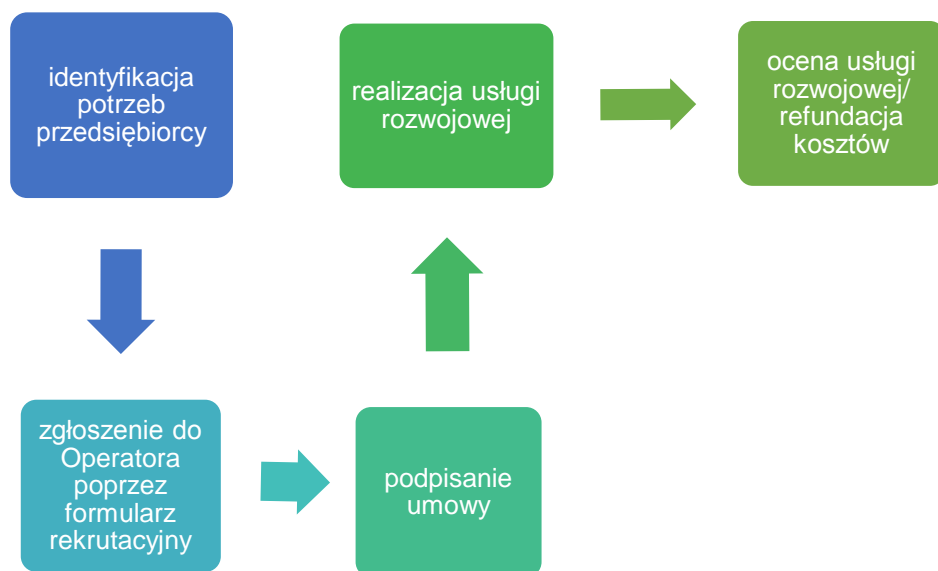 identyfikacja
potrzeb
przedsiębiorcy
zgłoszenie do
Operatora
poprzez
formularz
rekrutacyjny
podpisanie
umowy
realizacja usługi
rozwojowej
ocena usługi
rozwojowej/
refundacja
kosztów